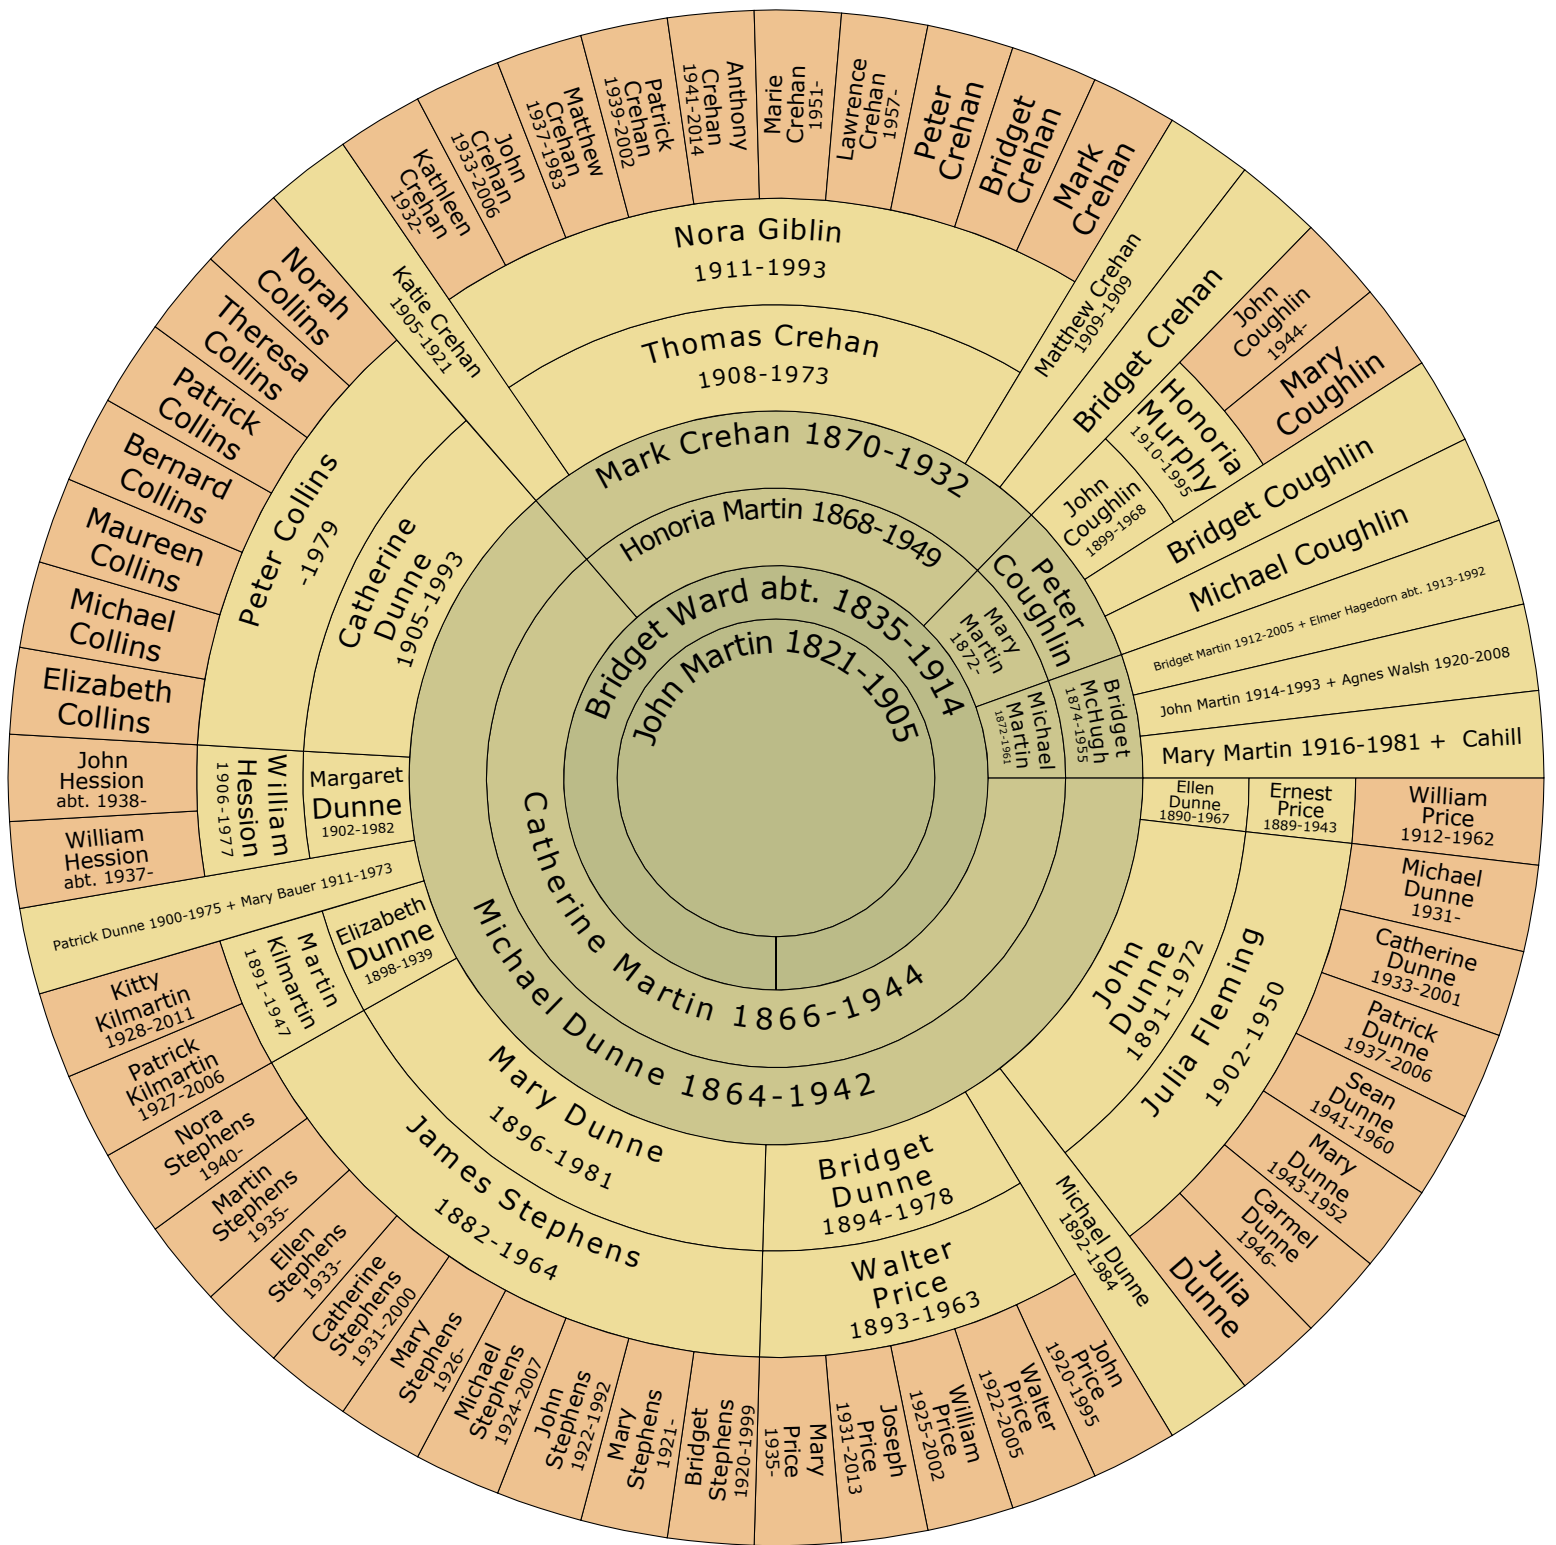 John Martin 1821-1905
Bridget Ward abt. 1835-1914
Catherine Martin 1866-1944
Michael Dunne 1864-1942
Honoria Martin 1868-1949
Mark Crehan 1870-1932
Mary
Martin
1872-
Peter
Coughlin
Michael
Martin
1872-1961
Bridget
McHugh
1874-1955
Ellen
Dunne
1890-1967
Ernest
Price
1889-1943
William
Price
1912-1962
John
Dunne
1891-1972
Julia Fleming
1902-1950
Michael
Dunne
1931-
Catherine
Dunne
1933-2001
Patrick
Dunne
1937-2006
Sean
Dunne
1941-1960
Mary
Dunne
1943-1952
Carmel
Dunne
1946-
Julia
Dunne
Michael Dunne
1892-1984
Bridget
Dunne
1894-1978
Walter
Price
1893-1963
John
Price
1920-1995
Walter
Price
1922-2005
William
Price
1925-2002
Joseph
Price
1931-2013
Mary
Price
1935-
Mary Dunne
1896-1981
James Stephens
1882-1964
Bridget
Stephens
1920-1999
Mary
Stephens
1921-
John
Stephens
1922-1992
Michael
Stephens
1924-2007
Mary
Stephens
1926-
Catherine
Stephens
1931-2000
Ellen
Stephens
1933-
Martin
Stephens
1935-
Nora
Stephens
1940-
Elizabeth
Dunne
1898-1939
Martin
Kilmartin
1891-1947
Patrick
Kilmartin
1927-2006
Kitty
Kilmartin
1928-2011
Patrick Dunne 1900-1975 + Mary Bauer 1911-1973
Margaret
Dunne
1902-1982
William
Hession
1906-1977
William
Hession
abt. 1937-
John
Hession
abt. 1938-
Catherine
Dunne
1905-1993
Peter Collins
-1979
Elizabeth
Collins
Michael
Collins
Maureen
Collins
Bernard
Collins
Patrick
Collins
Theresa
Collins
Norah
Collins
Katie Crehan
1905-1921
Thomas Crehan
1908-1973
Nora Giblin
1911-1993
Kathleen
Crehan
1932-
John
Crehan
1933-2006
Matthew
Crehan
1937-1983
Patrick
Crehan
1939-2002
Anthony
Crehan
1941-2014
Marie
Crehan
1951-
Lawrence
Crehan
1957-
Peter
Crehan
Bridget
Crehan
Mark
Crehan
Matthew Crehan
1909-1909
Bridget Crehan
John
Coughlin
1899-1968
Honoria
Murphy
1910-1995
John
Coughlin
1944-
Mary
Coughlin
Bridget Coughlin
Michael Coughlin
Bridget Martin 1912-2005 + Elmer Hagedorn abt. 1913-1992
John Martin 1914-1993 + Agnes Walsh 1920-2008
Mary Martin 1916-1981 + Cahill